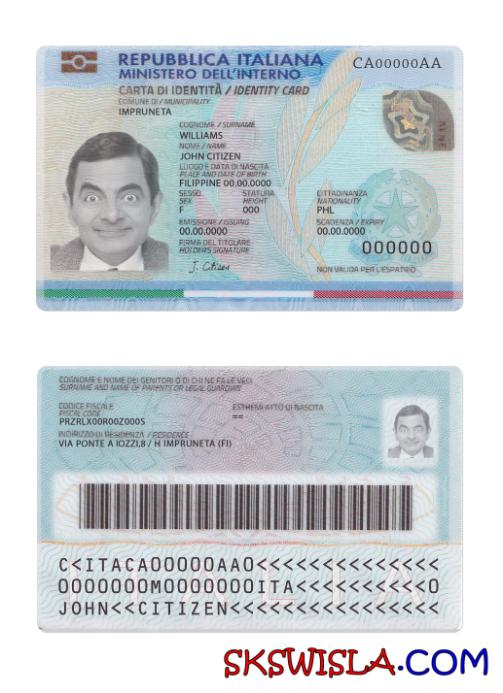 REPUBBLICA ITALIANA
MINISTERO DELL'INTERNO
CA00000AA
CARTA DI IDENTITÀ / IDENTITY CARD
COMUNE DI / MUNICIPALITY
IMPRUNETA
COGNOME / SURNAME
WILLIAMS
NOME / NAME
JOHN CITIZEN
LUOGO E DATA DI NASCITA
PLACE AND DATE OF BIRTH
FILIPPINE 00.00.0000
SESSO STATURA CITTADINANZA
SEX HEIGHT NATIONALITY
F 000 PHL
EMISSIONE / ISSUING SCADENZA / EXPIRY
00.00.0000 00.00.0000
FIRMA DEL TITOLARE
HOLDER'S SIGNATURE
000000
J. Citizen
NON VALIDA PER L'ESPATRIO
COGNOME E NOME DEI GENITORI O DI CHI NE FA LE VECI
SURNAME AND NAME OF PARENTS OR LEGAL GUARDIAN
CODICE FISCALE ESTREMI ATTO DI NASCITA
FISCAL CODE
PRZRLX00R00Z000S ==
INDIRIZZO DI RESIDENZA / RESIDENCE
VIA PONTE A IOZZI,8 / H IMPRUNETA (FI)
C<ITACA00000AA0<<<<<<<<<<<<<<<
0000000M0000000ITA<<<<<<<<<<<0
JOHN<<CITIZEN<<<<<<<<<<<<<<<<<
SKSWISLA.COM